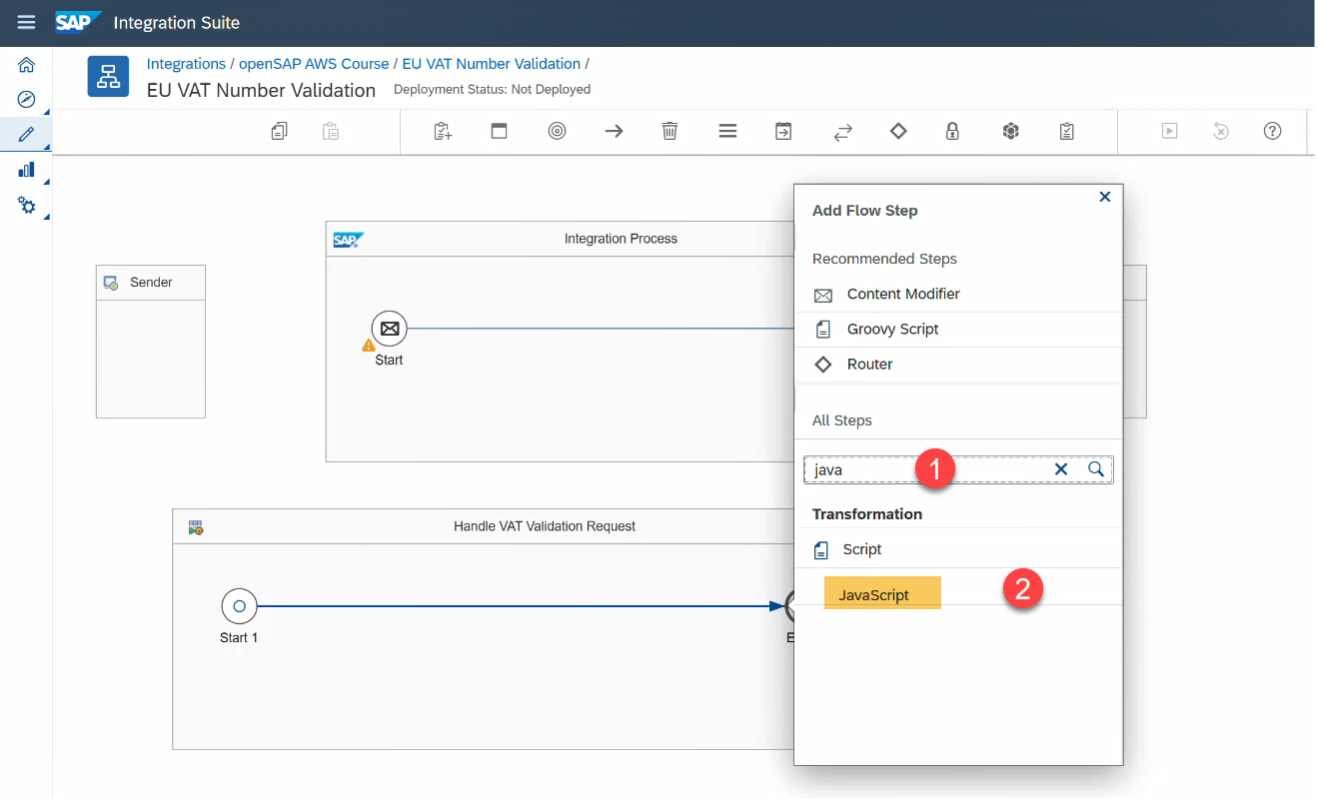 SAP Integration Suite
Integrations / openSAP AWS Course / EU VAT Number Validation /
EU VAT Number Validation Deployment Status: Not Deployed
Add Flow Step
Recommended Steps
Content Modifier
Groovy Script
Router
All Steps
java 1
Transformation
Script
JavaScript 2
SAP Integration Process
Sender
Start
Handle VAT Validation Request
Start 1
E